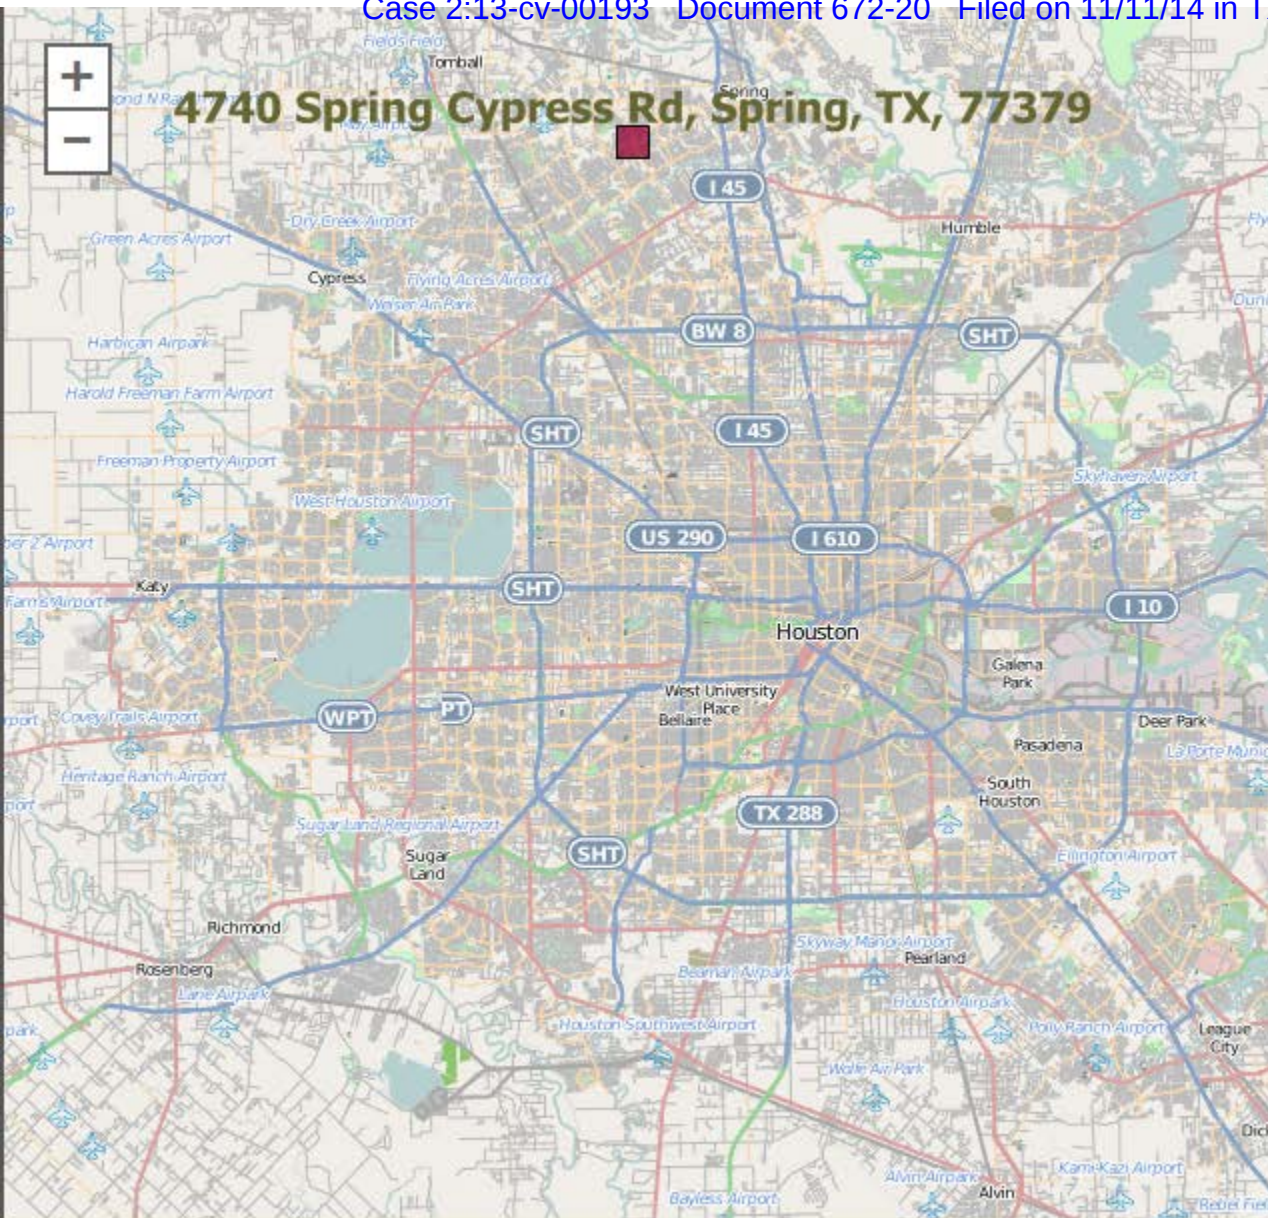 Case 2:13-cv-00193 Document 672-20 Filed on 11/11/14 in
Fields Field
Tomball
Spring
4740 Spring Cypress Rd, Spring, TX, 77379
+
−
I 45
Dry Creek Airport
Humble
Green Acres Airport
Cypress
Flying Acres Airport
Weiser Air Park
BW 8
SHT
Harbican Airpark
Harold Freeman Farm Airport
SHT
I 45
Freeman Property Airport
Skyhaven Airport
West Houston Airport
US 290
I 610
Katy
SHT
I 10
Farms Airport
Houston
Galena
Park
West University
Place
Bellaire
WPT
PT
Covey Trails Airport
Deer Park
Pasadena
Heritage Ranch Airport
South
Houston
TX 288
Sugar Land Regional Airport
SHT
Sugar
Land
Ellington Airport
Richmond
Skyway Manor Airport
Pearland
Rosenberg
Beaman Airpark
Lane Airpark
Houston Airpark
Houston Southwest Airport
Polly Ranch Airport
League
City
Wolfe Air Park
Kami-Kazi Airport
Alvin Airpark
Alvin
Bayless Airport